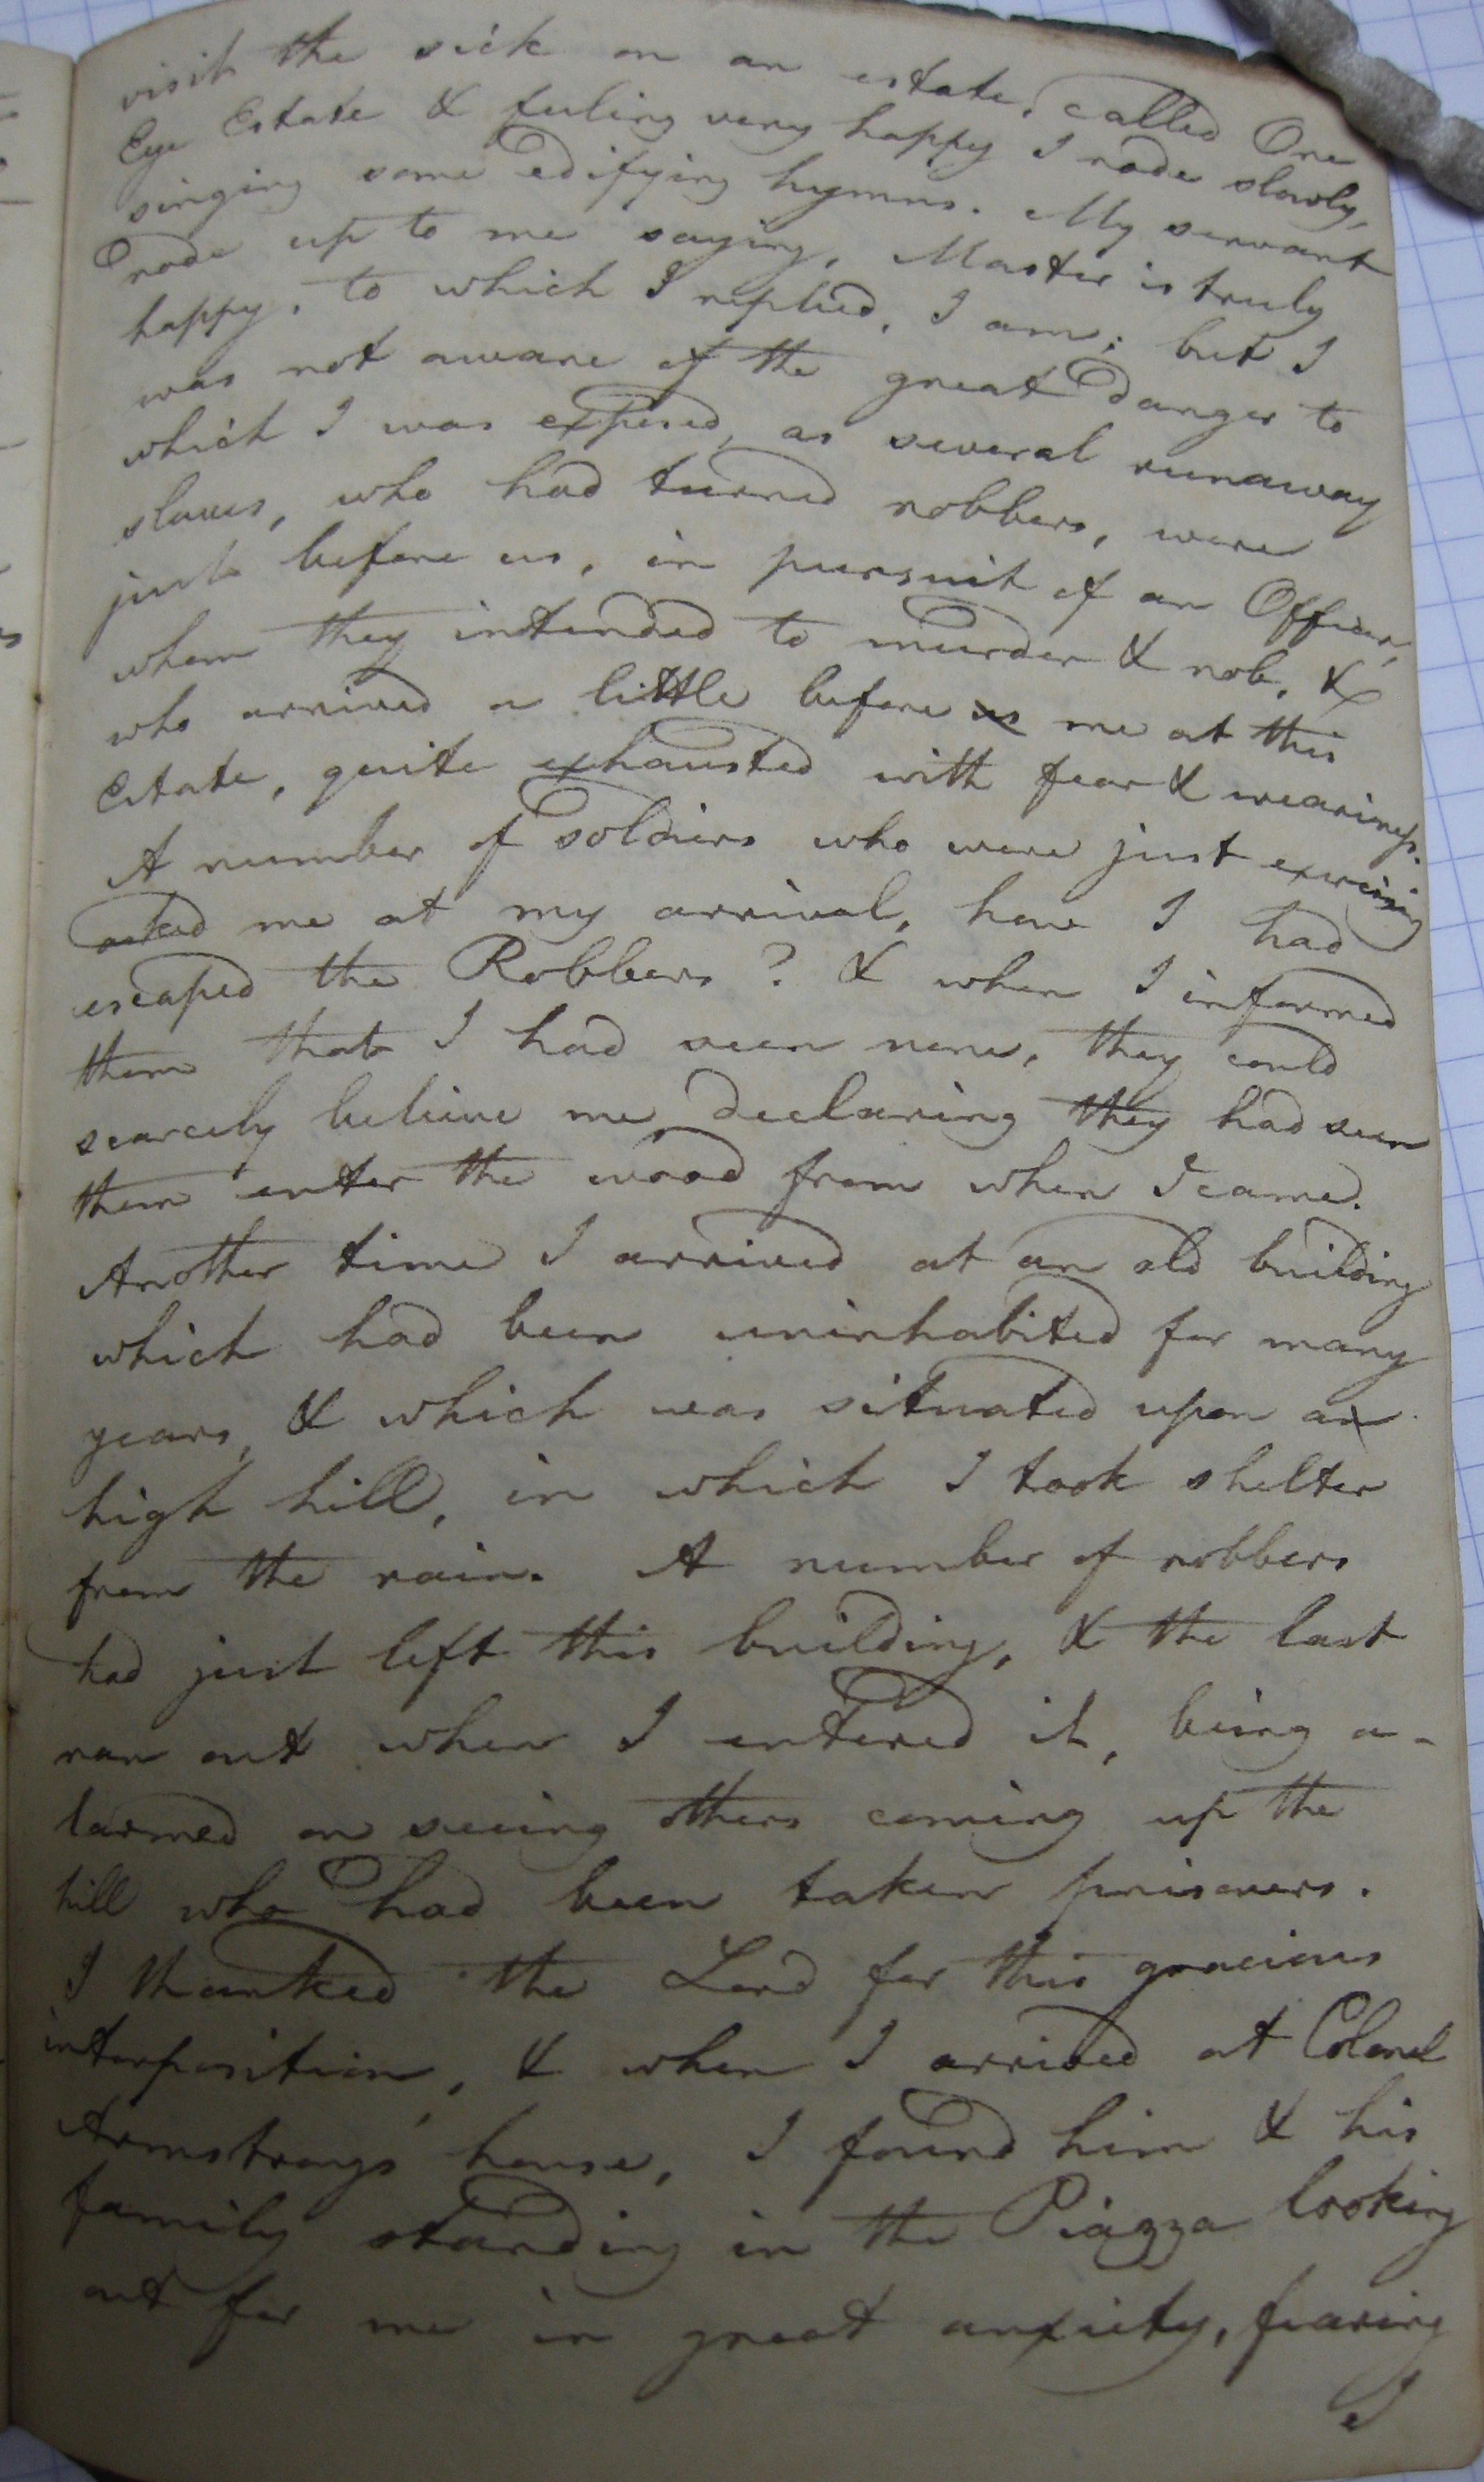 visit the sick on an estate, called One
Eye Estate & feeling very happy I rode slowly,
singing some edifying hymns. My servant
rode up to me saying, Master is truly
happy, to which I replied, I am; but I
was not aware of the great danger to
which I was exposed, as several runaway
slaves, who had turned robbers, were
just before us, in pursuit of an Officer,
whom they intended to murder & rob, &
who arrived a little before us me at this
Estate, quite exhausted with fear & weariness.
A number of soldiers who were just exercising
asked me at my arrival, how I had
escaped the Robbers? & when I informed
them that I had seen none, they could
scarcely believe me, declaring they had seen
them enter the wood from when I came.
Another time I arrived at an old building
which had been uninhabited for many
years, & which was situated upon an
high hill, in which I took shelter
from the rain. A number of robbers
had just left this building, & the last
ran out when I entered it, being a-
larmed on seeing others coming up the
hill who had been taken prisoners.
I thanked the Lord for this gracious
interposition, & when I arrived at Colonel
Armstrongs' house, I found him & his
family standing in the Piazza looking
out for me in great anxiety, fearing
I